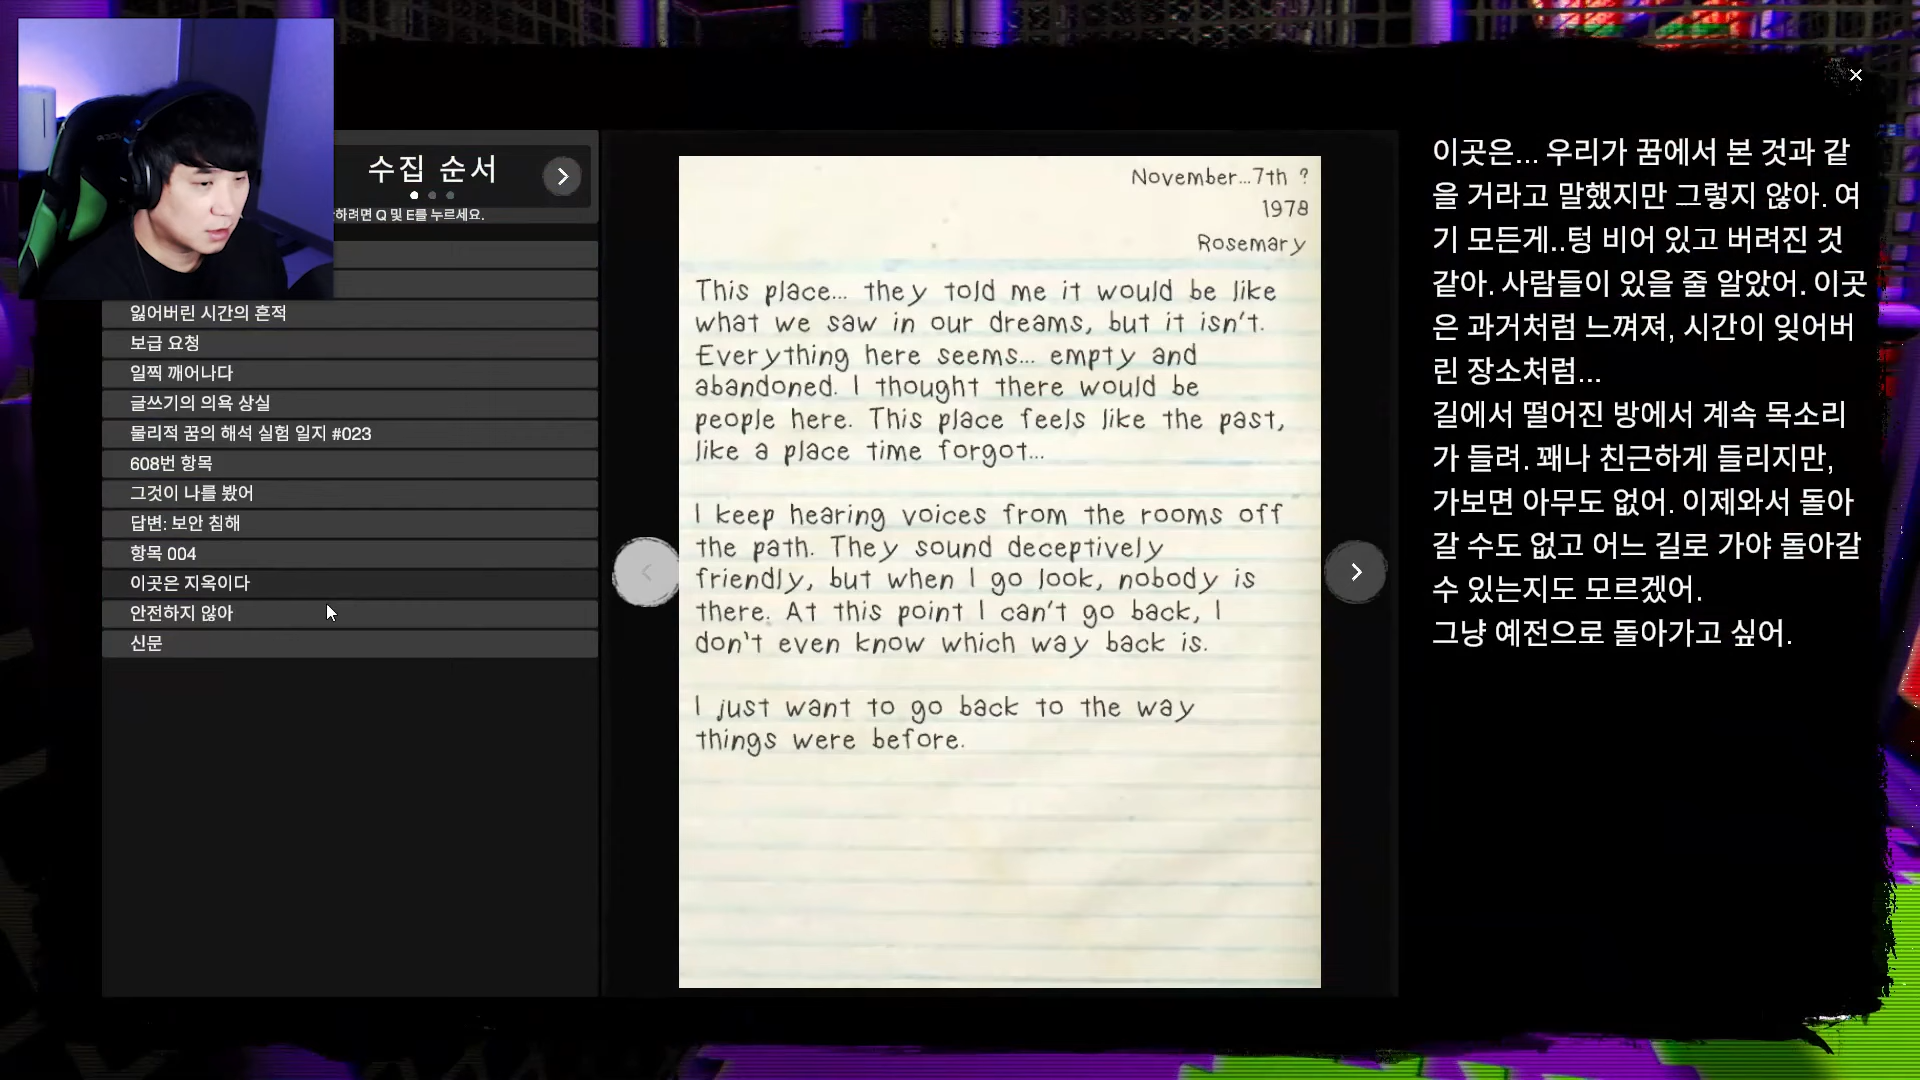 수집 순서
하려면 Q 및 E를 누르세요.
잃어버린 시간의 흔적
보급 요청
일찍 깨어나다
글쓰기의 의욕 상실
물리적 꿈의 해석 실험 일지 #023
608번 항목
그것이 나를 봤어
답변: 보안 침해
항목 004
이곳은 지옥이다
안전하지 않아
신문
November...7th ?
1978
Rosemary
This place... they told me it would be like
what we saw in our dreams, but it isn't.
Everything here seems... empty and
abandoned. I thought there would be
people here. This place feels like the past,
like a place time forgot...
I keep hearing voices from the rooms off
the path. They sound deceptively
friendly, but when I go look, nobody is
there. At this point I can't go back, I
don't even know which way back is.
I just want to go back to the way
things were before.
이곳은... 우리가 꿈에서 본 것과 같
을 거라고 말했지만 그렇지 않아. 여
기 모든게..텅 비어 있고 버려진 것
같아. 사람들이 있을 줄 알았어. 이곳
은 과거처럼 느껴져, 시간이 잊어버
린 장소처럼...
길에서 떨어진 방에서 계속 목소리
가 들려. 꽤나 친근하게 들리지만,
가보면 아무도 없어. 이제와서 돌아
갈 수도 없고 어느 길로 가야 돌아갈
수 있는지도 모르겠어.
그냥 예전으로 돌아가고 싶어.